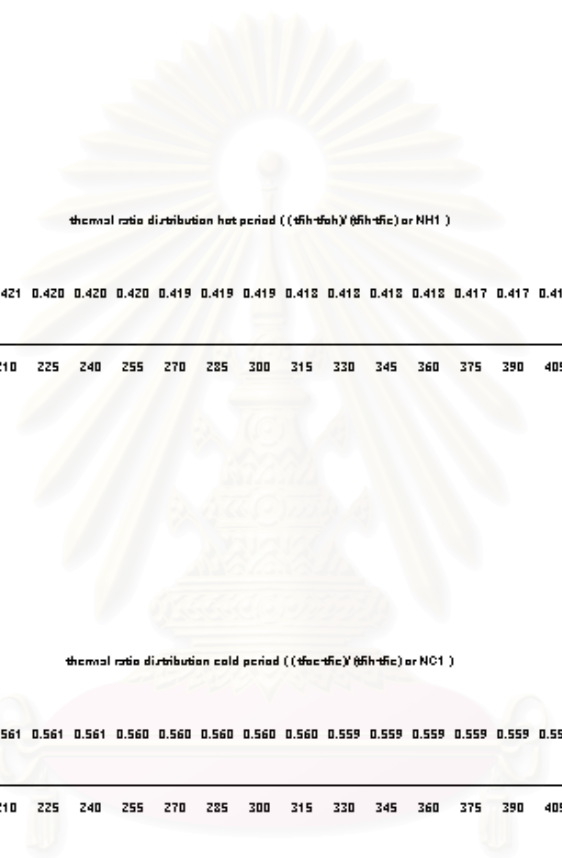 thermal ratio distribution hot period ( (tfih-tfoh)/ (tfih-tfic) or NH1 )
421 0.420 0.420 0.420 0.419 0.419 0.419 0.418 0.418 0.418 0.418 0.417 0.417 0.41
210 225 240 255 270 285 300 315 330 345 360 375 390 405
thermal ratio distribution cold period ( (tfoc-tfic)/ (tfih-tfic) or NC1 )
561 0.561 0.561 0.560 0.560 0.560 0.560 0.560 0.559 0.559 0.559 0.559 0.559 0.55
210 225 240 255 270 285 300 315 330 345 360 375 390 405